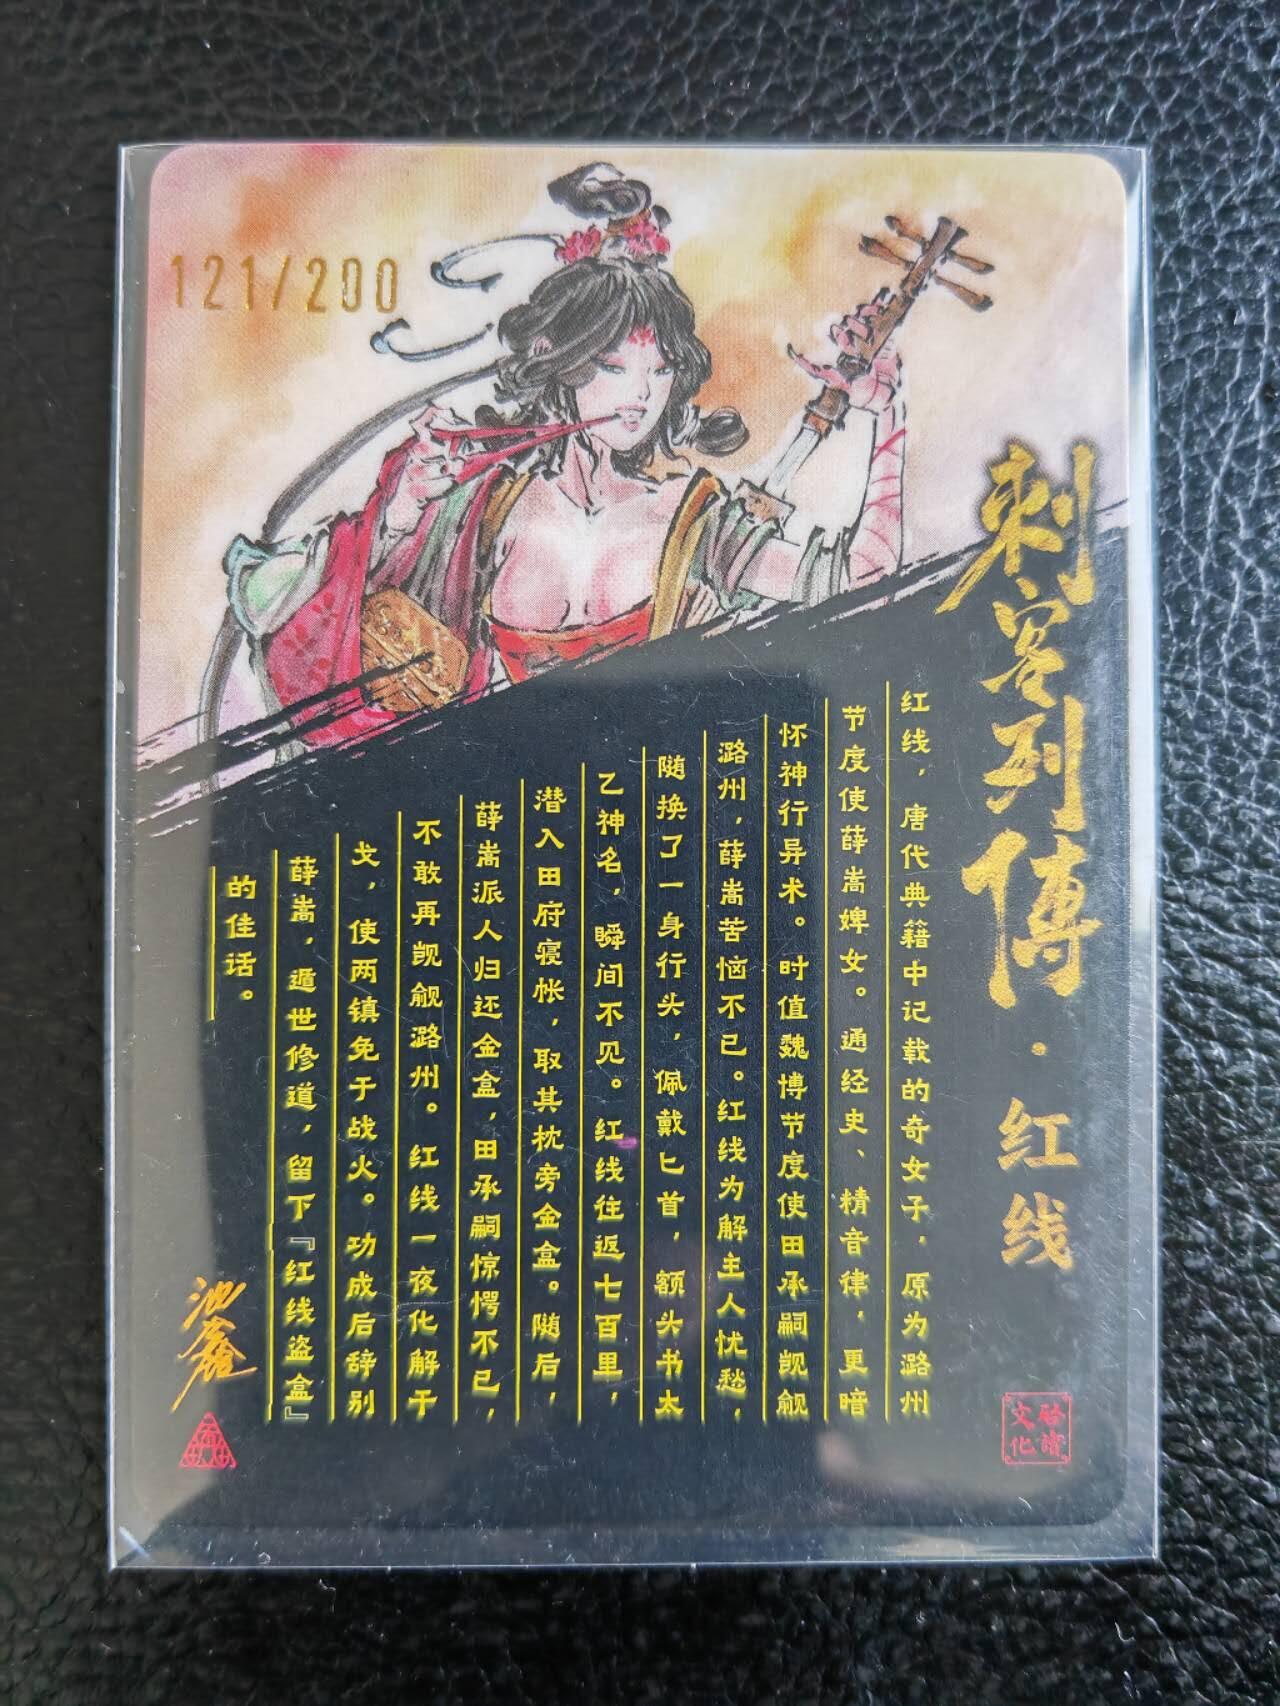 121/200
刺客列傳·红线
红线，唐代典籍中记载的奇女子，原为潞州
节度使薛嵩婢女。通经史、精音律，更暗
怀神行异术。时值魏博节度使田承嗣觊觎
潞州，薛嵩苦恼不已。红线为解主人忧愁，
随换了一身行头，佩戴匕首，额头书太
乙神名，瞬间不见。红线往返七百里，
潜入田府寝帐，取其枕旁金盒。随后，
薛嵩派人归还金盒，田承嗣惊愕不已，
不敢再觊觎潞州。红线一夜化解干
戈，使两镇免于战火。功成后辞别
薛嵩，遁世修道，留下『红线盗盒』
的佳话。
文化